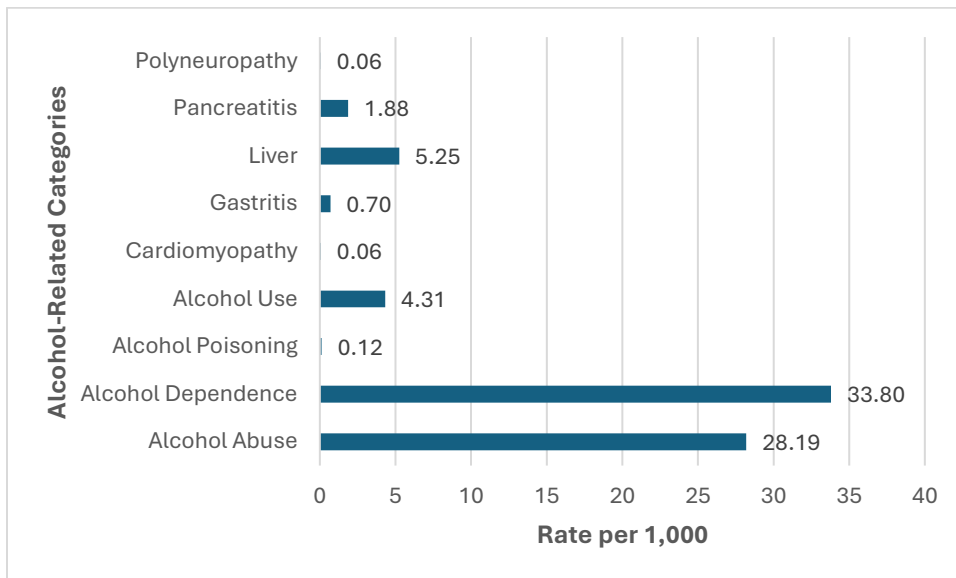 Alcohol-Related Categories
Polyneuropathy 0.06
Pancreatitis 1.88
Liver 5.25
Gastritis 0.70
Cardiomyopathy 0.06
Alcohol Use 4.31
Alcohol Poisoning 0.12
Alcohol Dependence 33.80
Alcohol Abuse 28.19
0 5 10 15 20 25 30 35 40
Rate per 1,000